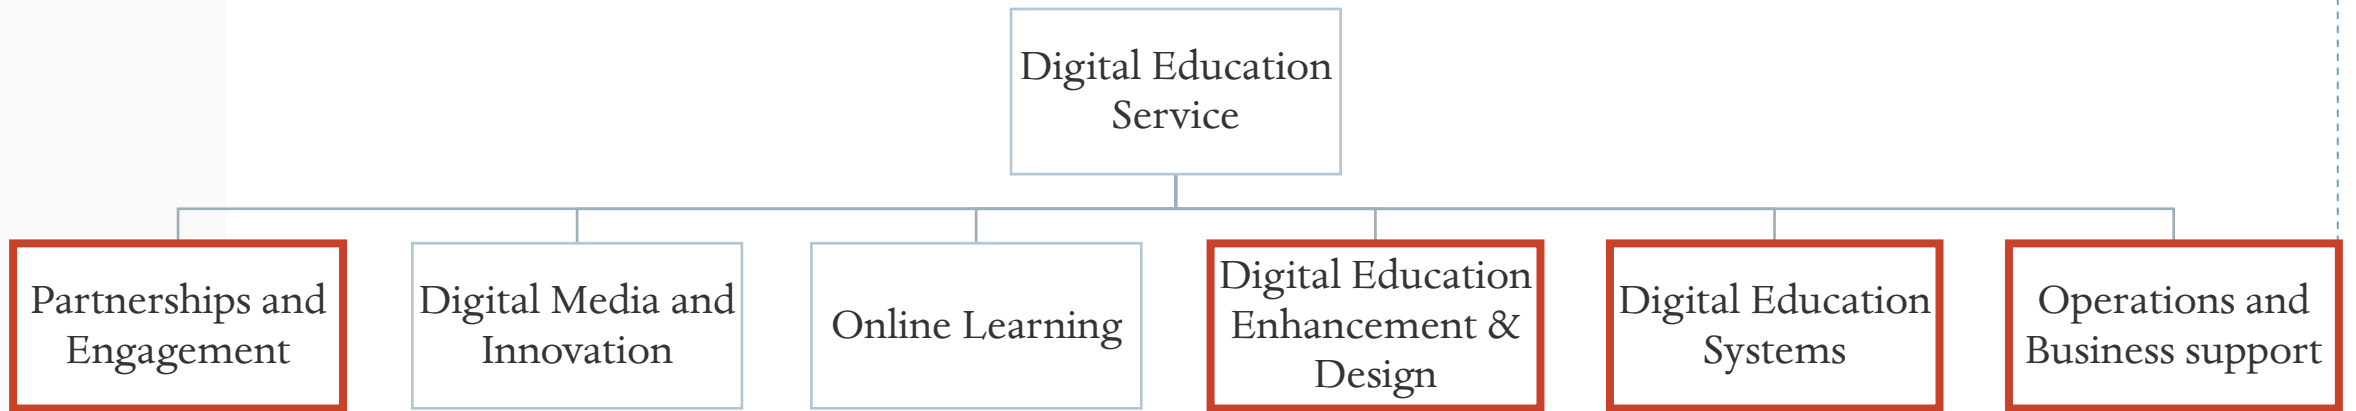 Digital Education
Service
Partnerships and
Engagement
Digital Media and
Innovation
Online Learning
Digital Education
Enhancement &
Design
Digital Education
Systems
Operations and
Business support